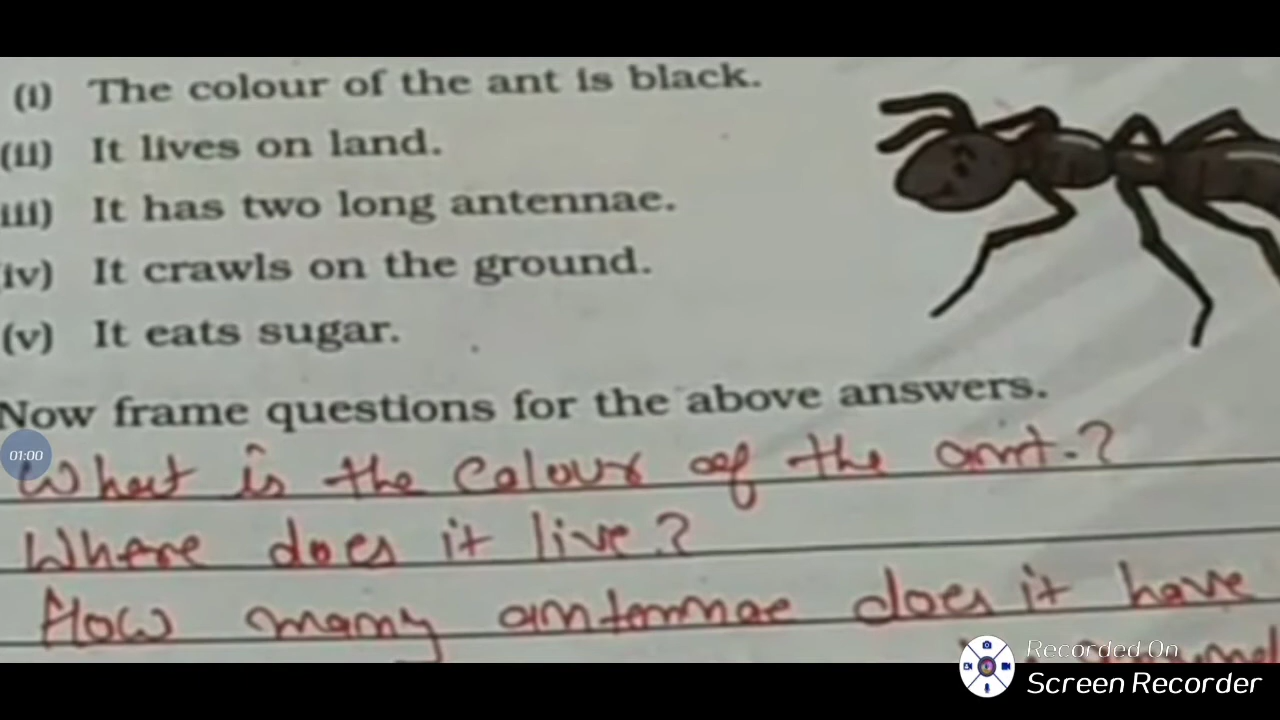 (i) The colour of the ant is black.
(ii) It lives on land.
iii) It has two long antennae.
iv) It crawls on the ground.
(v) It eats sugar.
Now frame questions for the above answers.
01:00
What is the colour of the ant.?
Where does it live.?
How many antennae does it have
ground
Recorded On
Screen Recorder